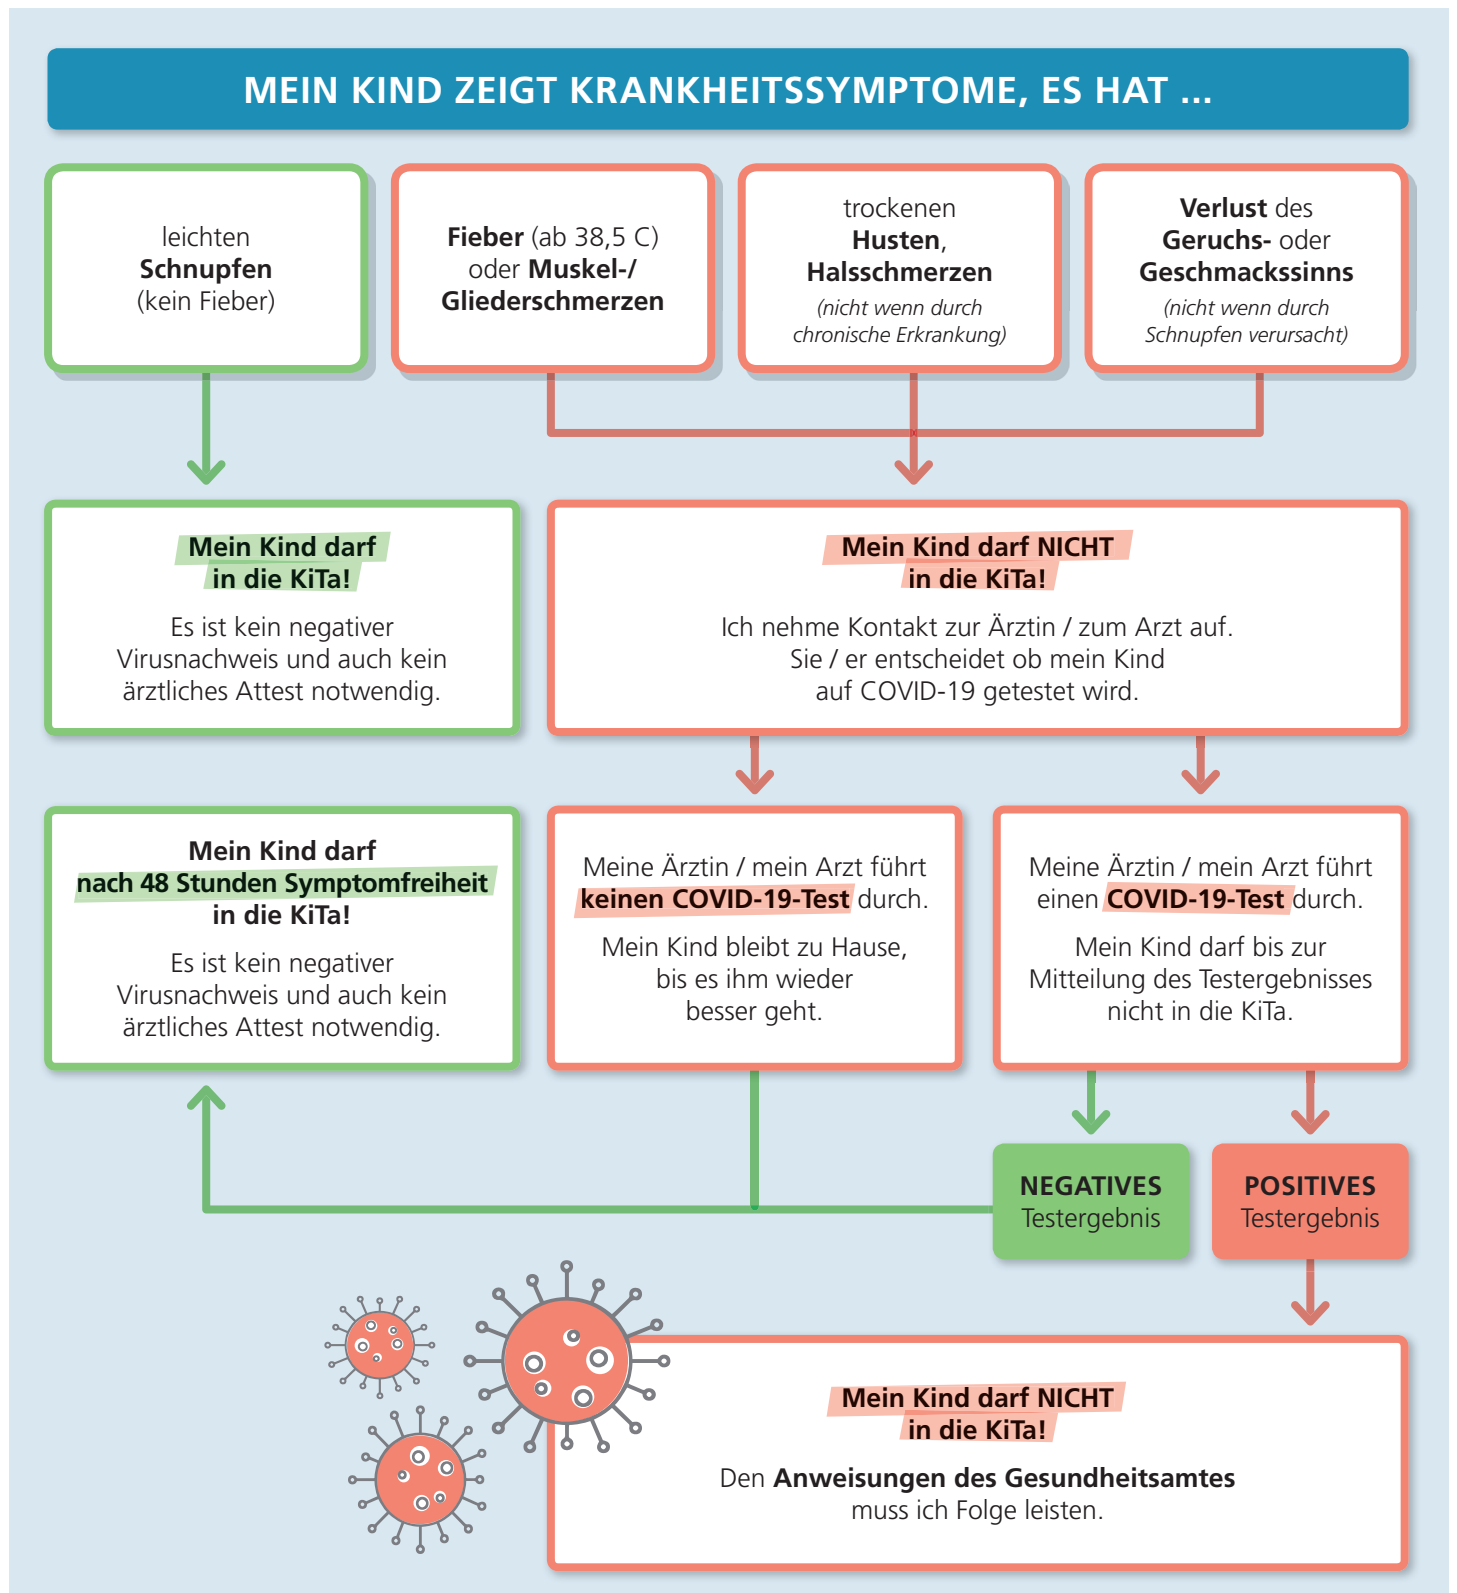 MEIN KIND ZEIGT KRANKHEITSSYMPTOME, ES HAT ...
leichten
Schnupfen
(kein Fieber)
Fieber (ab 38,5 C)
oder Muskel-/
Gliederschmerzen
trockenen
Husten,
Halsschmerzen
(nicht wenn durch
chronische Erkrankung)
Verlust des
Geruchs- oder
Geschmackssinns
(nicht wenn durch
Schnupfen verursacht)
Mein Kind darf
in die KiTa!
Es ist kein negativer
Virusnachweis und auch kein
ärztliches Attest notwendig.
Mein Kind darf NICHT
in die KiTa!
Ich nehme Kontakt zur Ärztin / zum Arzt auf.
Sie / er entscheidet ob mein Kind
auf COVID-19 getestet wird.
Mein Kind darf
nach 48 Stunden Symptomfreiheit
in die KiTa!
Es ist kein negativer
Virusnachweis und auch kein
ärztliches Attest notwendig.
Meine Ärztin / mein Arzt führt
keinen COVID-19-Test durch.
Mein Kind bleibt zu Hause,
bis es ihm wieder
besser geht.
Meine Ärztin / mein Arzt führt
einen COVID-19-Test durch.
Mein Kind darf bis zur
Mitteilung des Testergebnisses
nicht in die KiTa.
NEGATIVES
Testergebnis
POSITIVES
Testergebnis
Mein Kind darf NICHT
in die KiTa!
Den Anweisungen des Gesundheitsamtes
muss ich Folge leisten.